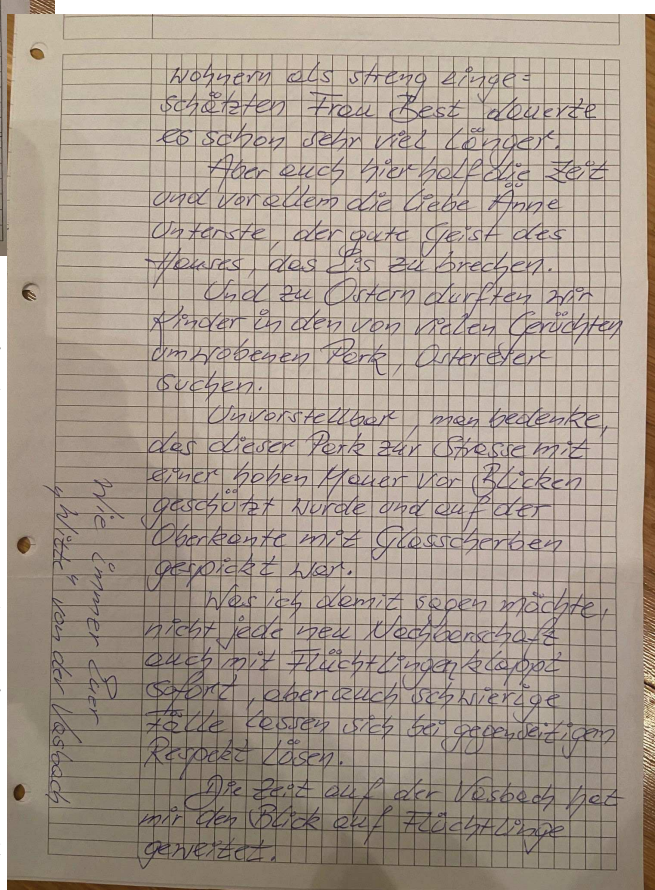 wohnern als streng einge=
schätzten Frau Best dauerte
es schon sehr viel länger.
Aber auch hier half die Zeit
und vor allem die liebe Änne
Unterste, der gute Geist des
Hauses, das Eis zu brechen.
Und zu Ostern durften wir
Kinder in den von vielen Gerüchten
umwobenen Park, Ostereier
suchen.
Unvorstellbar, man bedenke,
das dieser Park zur Strasse mit
einer hohen Mauer vor Blicken
geschützt wurde und auf der
Oberkante mit Glasscherben
gespickt war.
Was ich damit sagen möchte,
nicht jede neu Nachbarschaft
auch mit Flüchtlingen klappt
sofort, aber auch schwierige
Fälle lassen sich bei gegenseitigem
Respekt lösen.
Die Zeit auf der Vosbach hat
mir den Blick auf Flüchtlinge
geweitet.
Wie immer Euer
"Witte" von der Vosbach